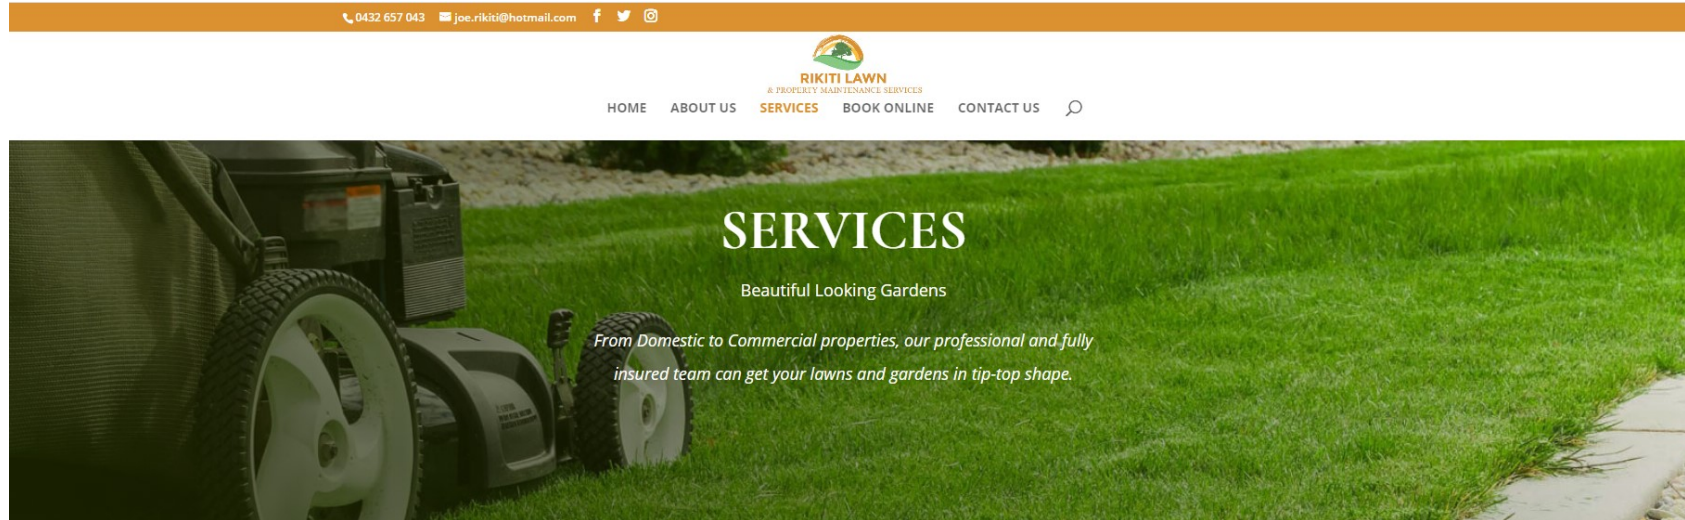 0432 657 043 joe.rikiti@hotmail.com
RIKITI LAWN
& PROPERTY MAINTENANCE SERVICES
HOME ABOUT US SERVICES BOOK ONLINE CONTACT US
SERVICES
Beautiful Looking Gardens
From Domestic to Commercial properties, our professional and fully
insured team can get your lawns and gardens in tip-top shape.